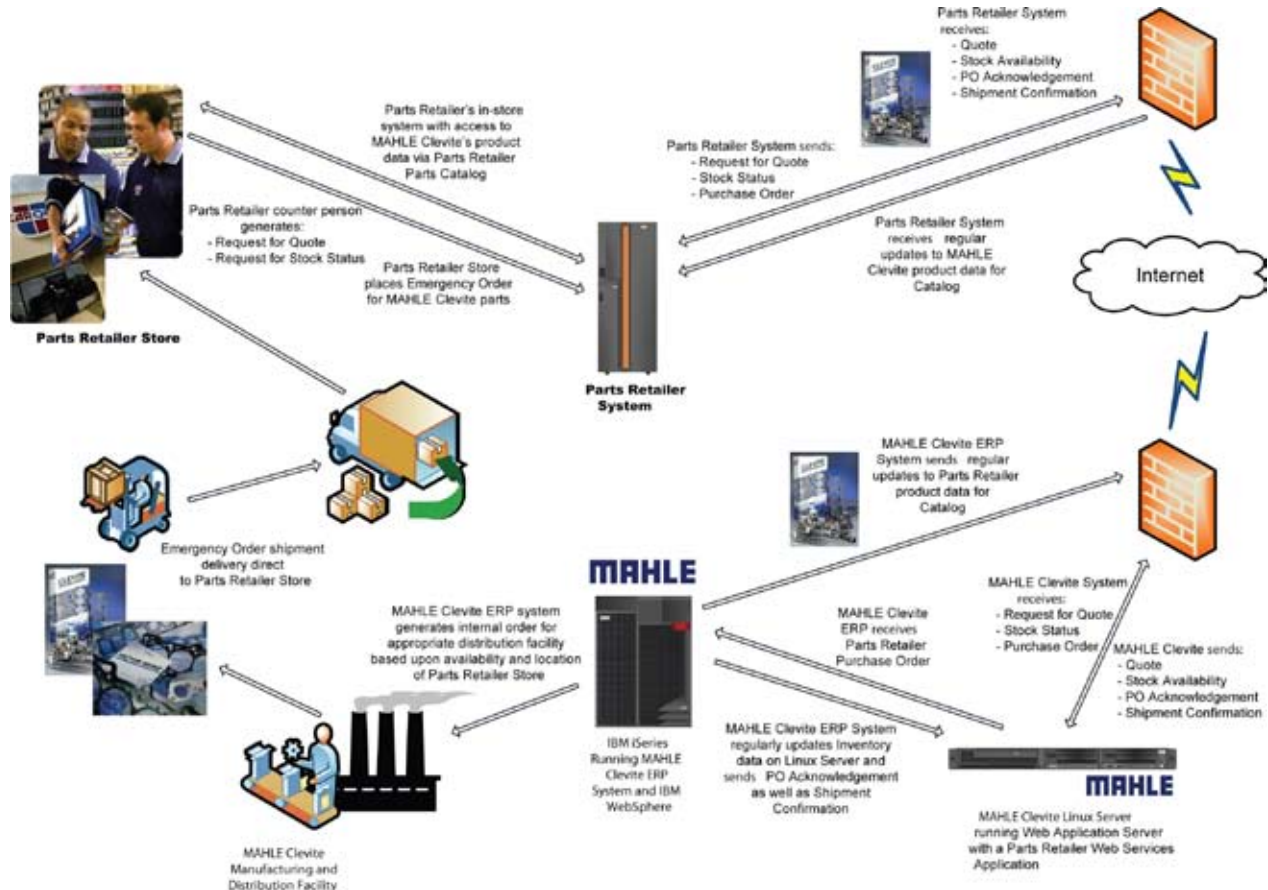 Parts Retailer System
receives:
- Quote
- Stock Availability
- PO Acknowledgement
- Shipment Confirmation
Parts Retailer's in-store
system with access to
MAHLE Clevite's product
data via Parts Retailer
Parts Catalog
Parts Retailer System sends:
- Request for Quote
- Stock Status
- Purchase Order
Parts Retailer counter person
generates:
- Request for Quote
- Request for Stock Status
Parts Retailer System
receives regular
updates to MAHLE
Clevite product data for
Catalog
Parts Retailer Store
places Emergency Order
for MAHLE Clevite parts
Internet
Parts Retailer Store
Parts Retailer
System
MAHLE Clevite ERP
System sends regular
updates to Parts Retailer
product data for
Catalog
Emergency Order shipment
delivery direct
to Parts Retailer Store
MAHLE
MAHLE Clevite System
receives:
- Request for Quote
- Stock Status
- Purchase Order
MAHLE Clevite ERP system
generates internal order for
appropriate distribution facility
based upon availability and location
of Parts Retailer Store
MAHLE Clevite
ERP receives
Parts Retailer
Purchase Order
MAHLE Clevite sends:
- Quote
- Stock Availability
- PO Acknowledgement
- Shipment Confirmation
IBM iSeries
Running MAHLE
Clevite ERP
System and IBM
WebSphere
MAHLE Clevite ERP System
regularly updates Inventory
data on Linux Server and
sends PO Acknowledgement
as well as Shipment
Confirmation
MAHLE
MAHLE Clevite Linux Server
running Web Application Server
with a Parts Retailer Web Services
Application
MAHLE Clevite
Manufacturing and
Distribution Facility